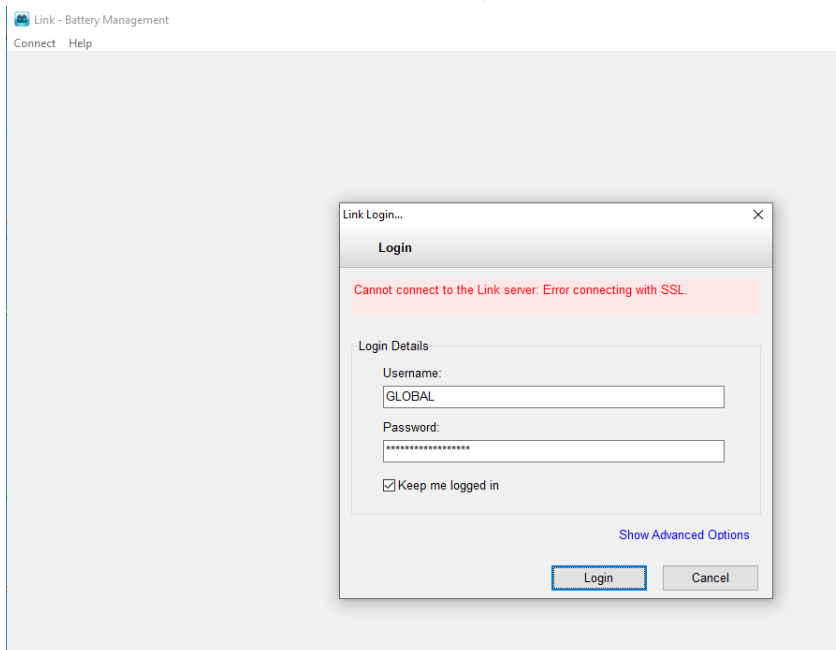 Link - Battery Management
Connect Help
Link Login...
Login
Cannot connect to the Link server: Error connecting with SSL.
Login Details
Username:
GLOBAL
Password:
******************
Keep me logged in
Show Advanced Options
Login Cancel